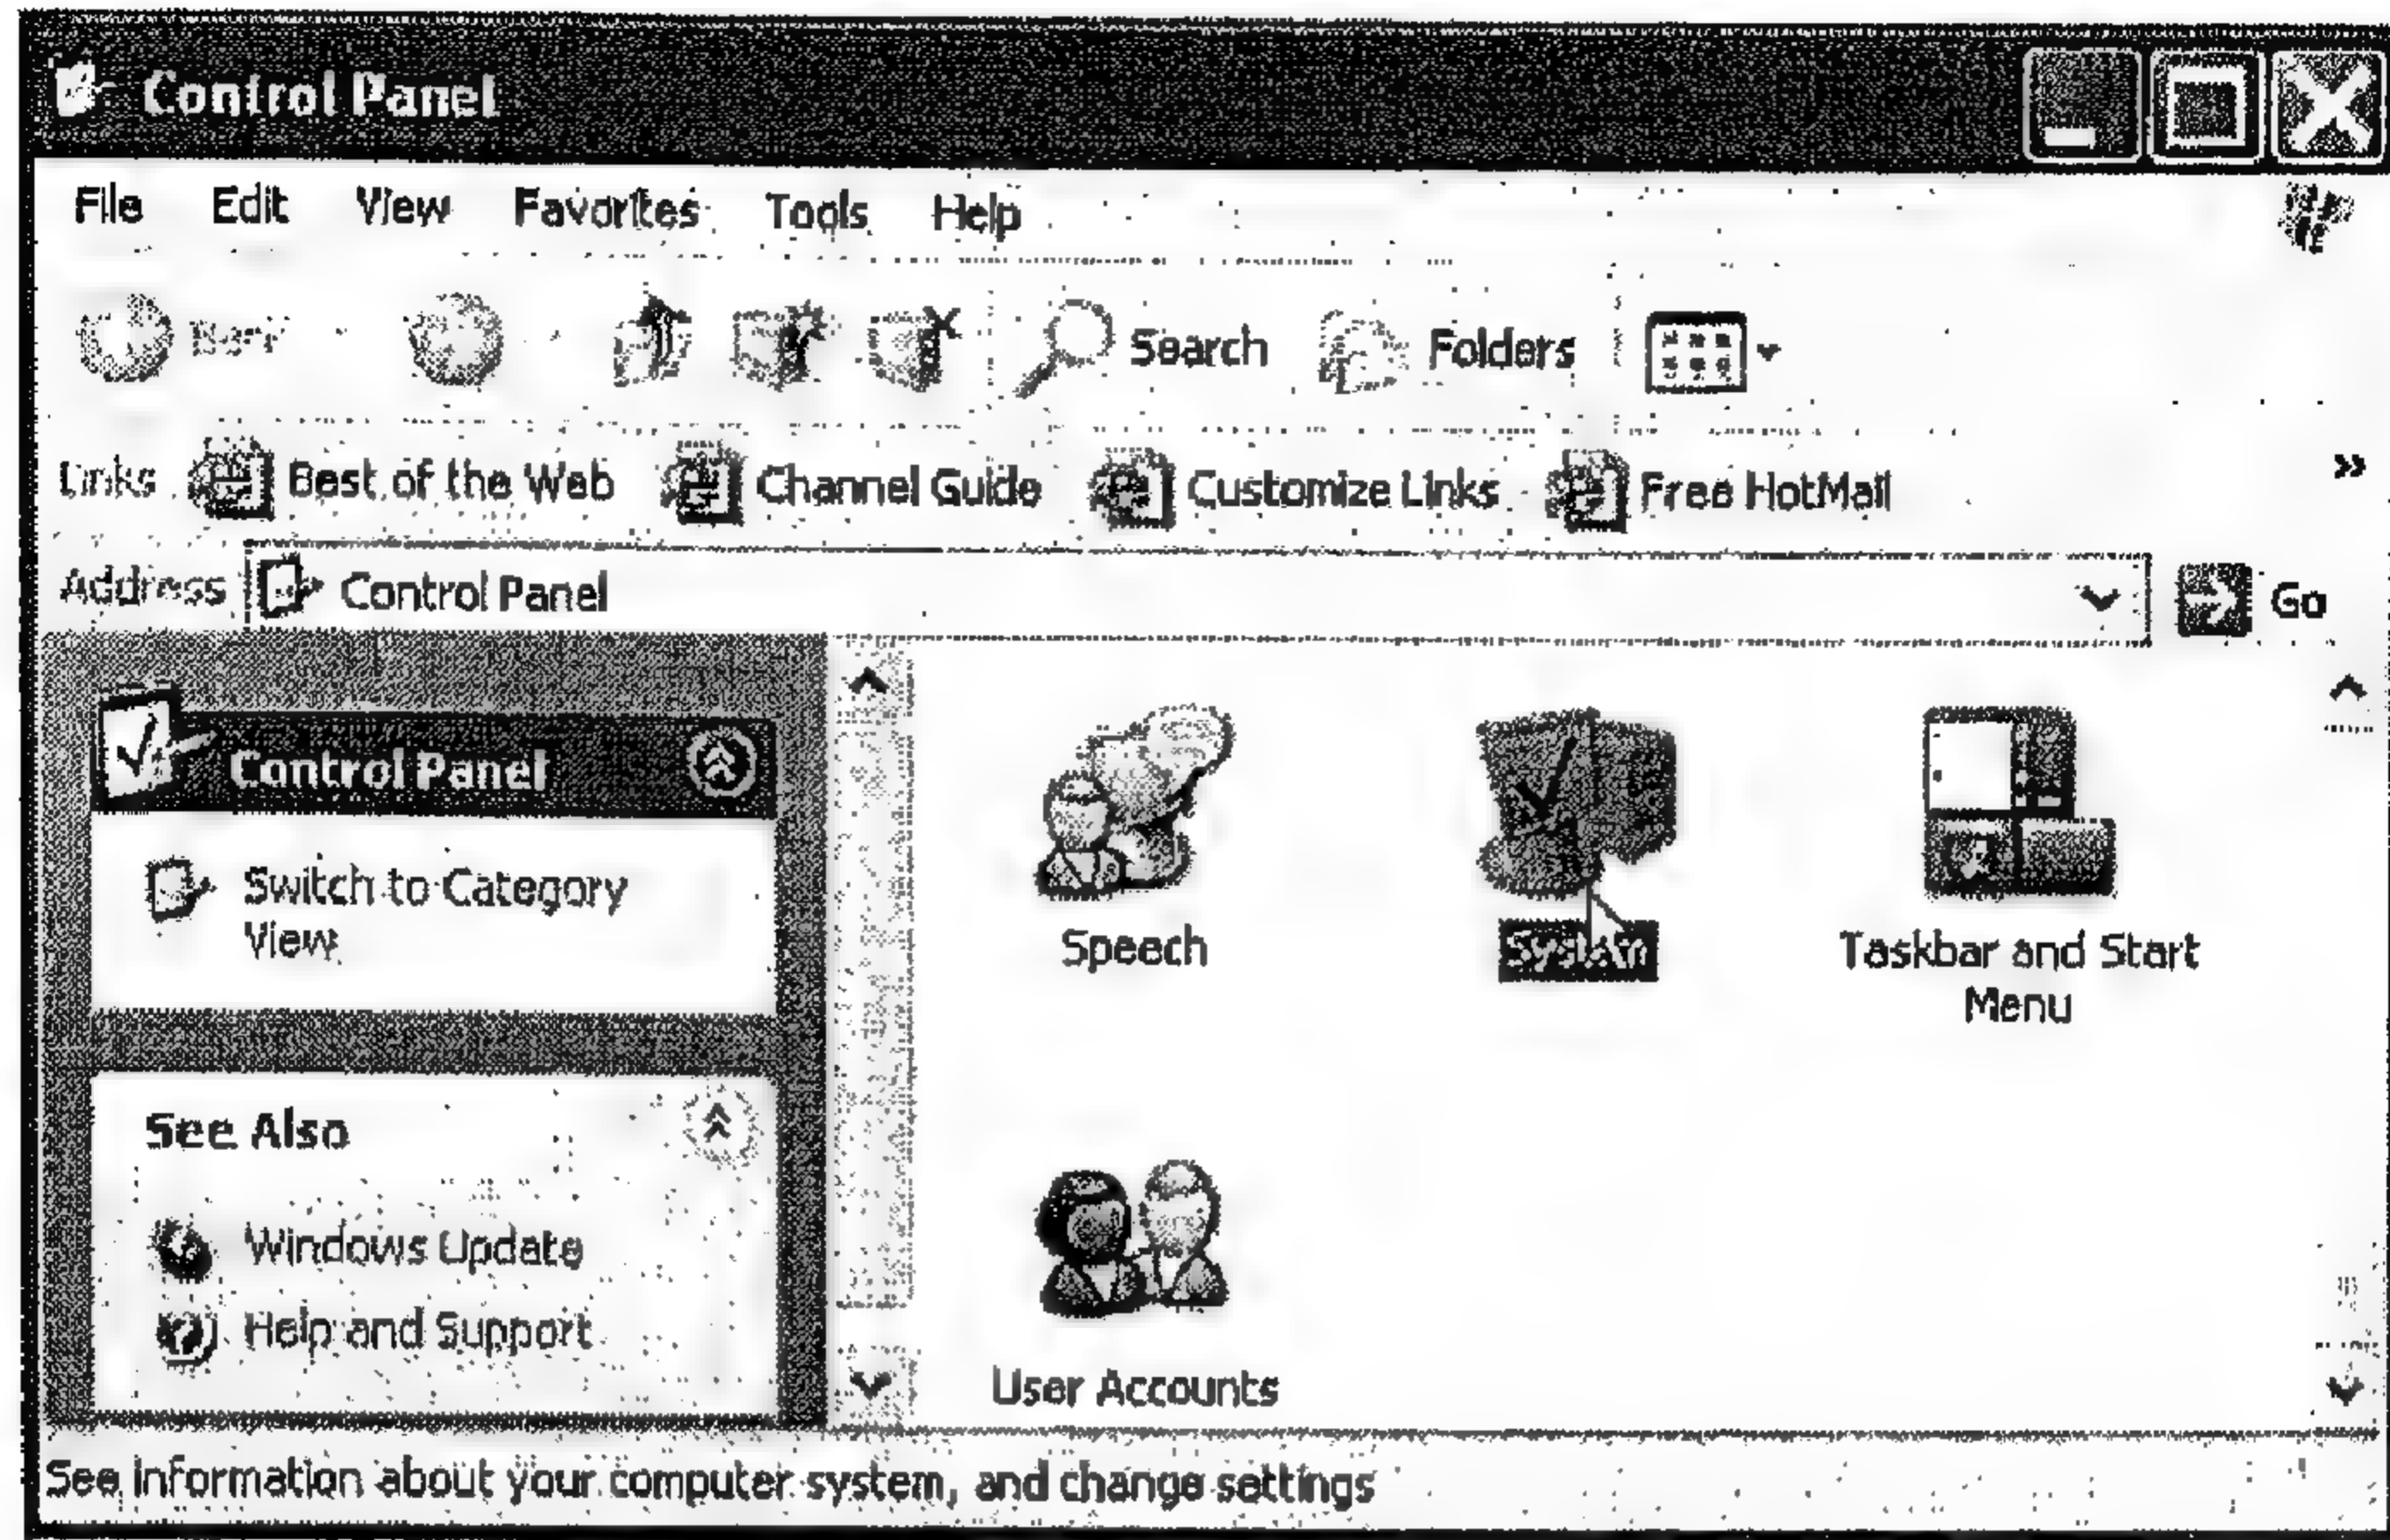 Control Panel
File Edit View Favorites Tools Help
Back Search Folders
Links Best of the Web Channel Guide Customize Links Free HotMail »
Address Control Panel Go
Control Panel
Switch to Category
View
See Also
Windows Update
Help and Support
Speech
System
Taskbar and Start
Menu
User Accounts
See information about your computer system, and change settings